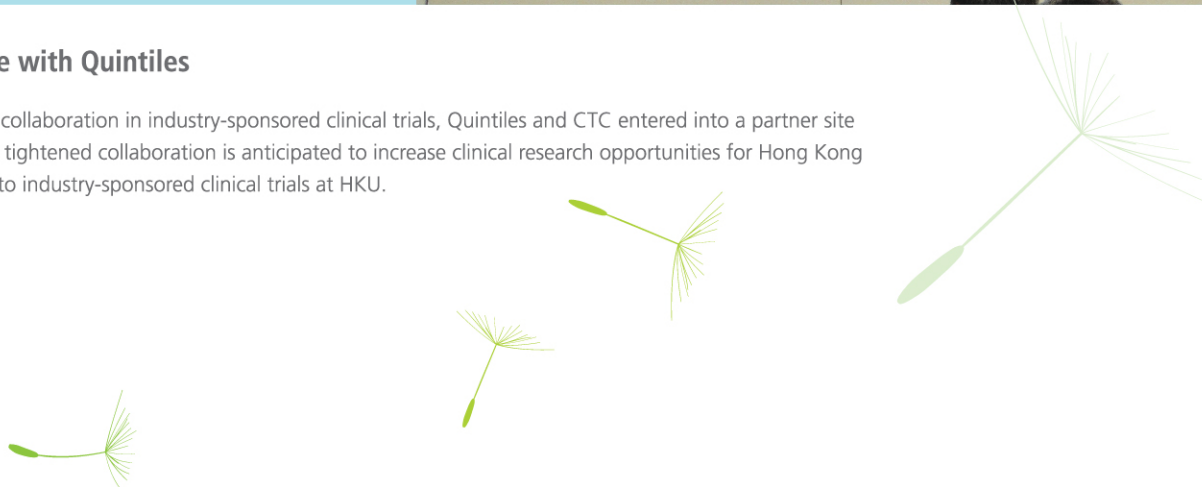 e with Quintiles
collaboration in industry-sponsored clinical trials, Quintiles and CTC entered into a partner site
tightened collaboration is anticipated to increase clinical research opportunities for Hong Kong
to industry-sponsored clinical trials at HKU.